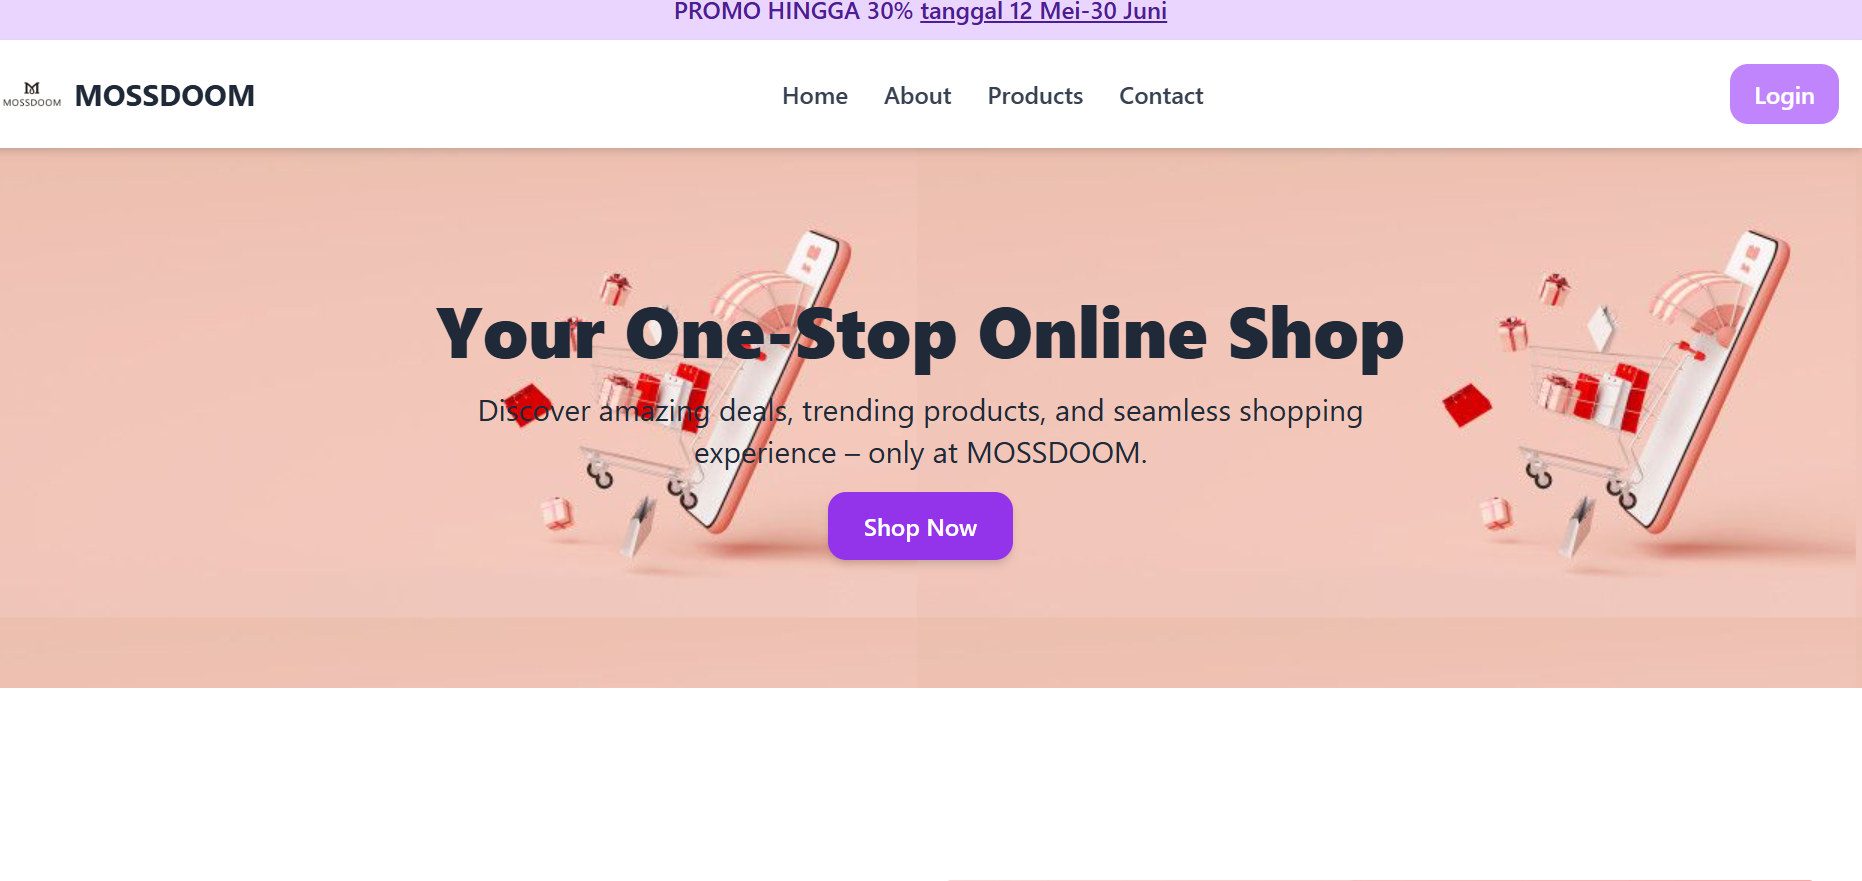 PROMO HINGGA 30% tanggal 12 Mei-30 Juni
MOSSDOOM
MOSSDOOM
Home
About
Products
Contact
Login
Your One-Stop Online Shop
Discover amazing deals, trending products, and seamless shopping
experience – only at MOSSDOOM.
Shop Now